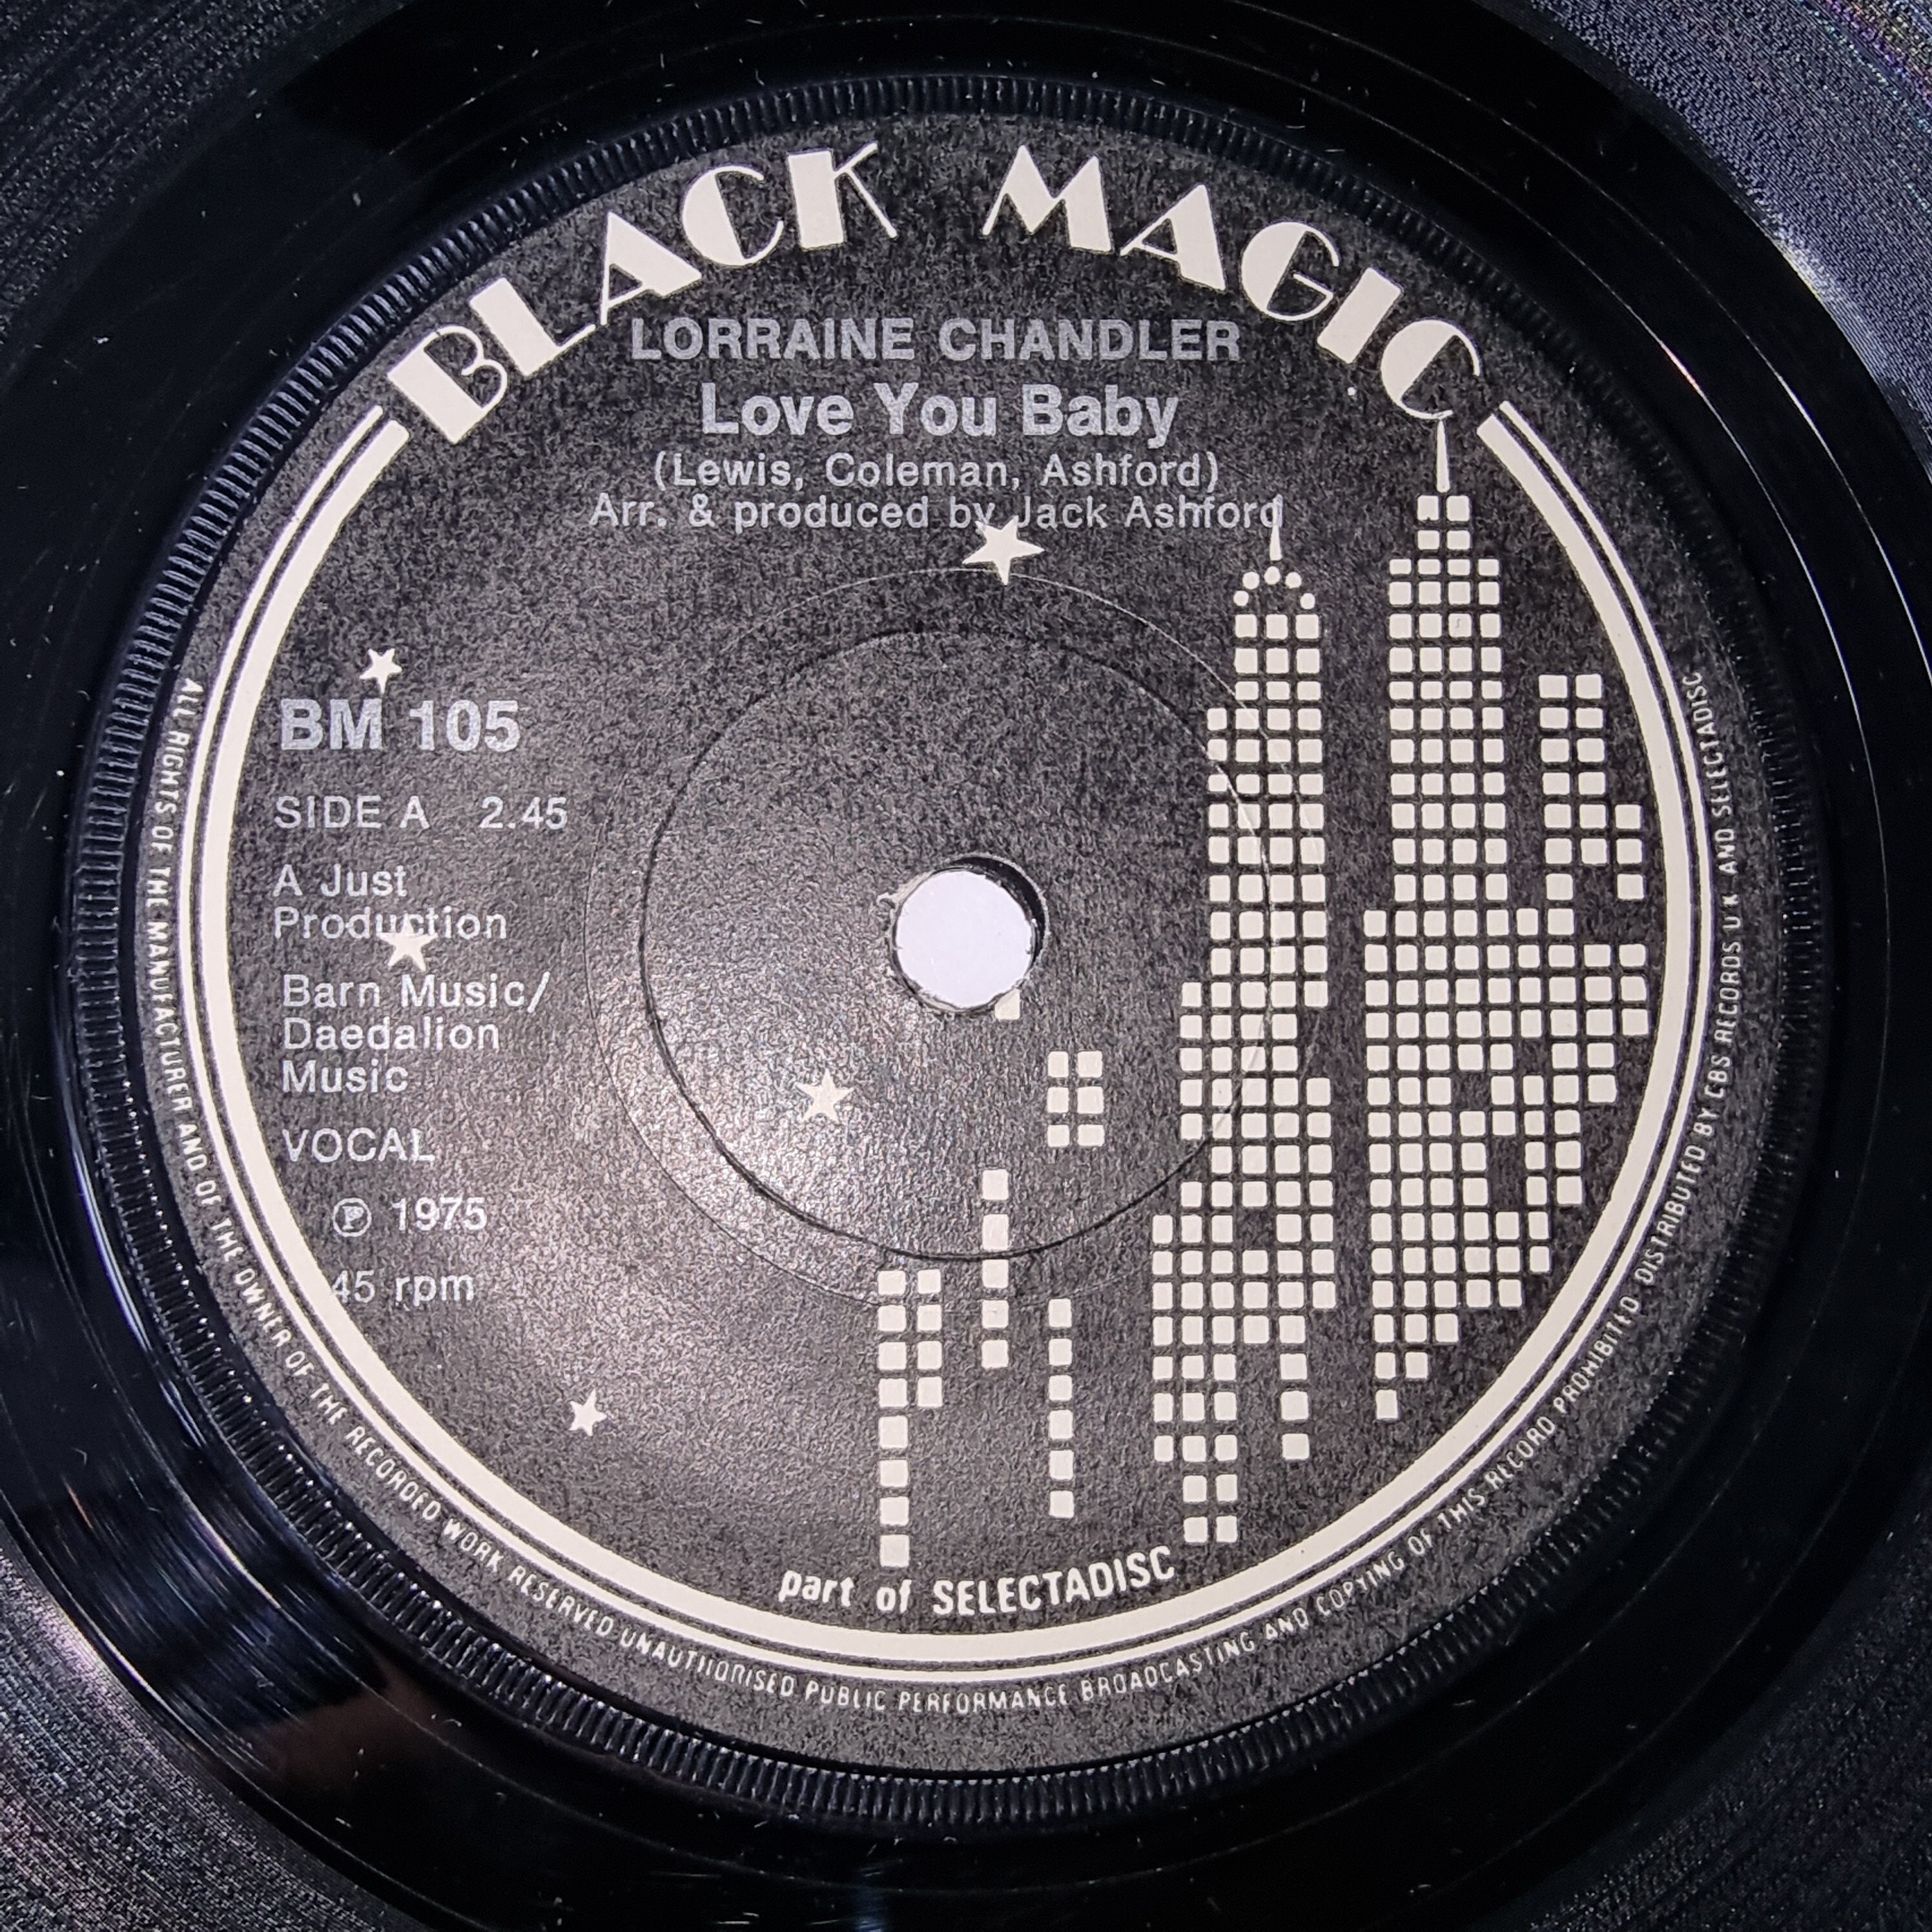 BLACK MAGIC
LORRAINE CHANDLER
Love You Baby
(Lewis, Coleman, Ashford)
Arr. & produced by Jack Ashford
BM 105
SIDE A 2.45
A Just
Production
Barn Music/
Daedalion
Music
VOCAL
Ⓟ 1975
45 rpm
part of SELECTADISC
ALL RIGHTS OF THE MANUFACTURER AND OF THE OWNER OF THE RECORDED WORK RESERVED UNAUTHORISED PUBLIC PERFORMANCE BROADCASTING AND COPYING OF THIS RECORD PROHIBITED DISTRIBUTED BY CBS RECORDS U K AND SELECTADISC